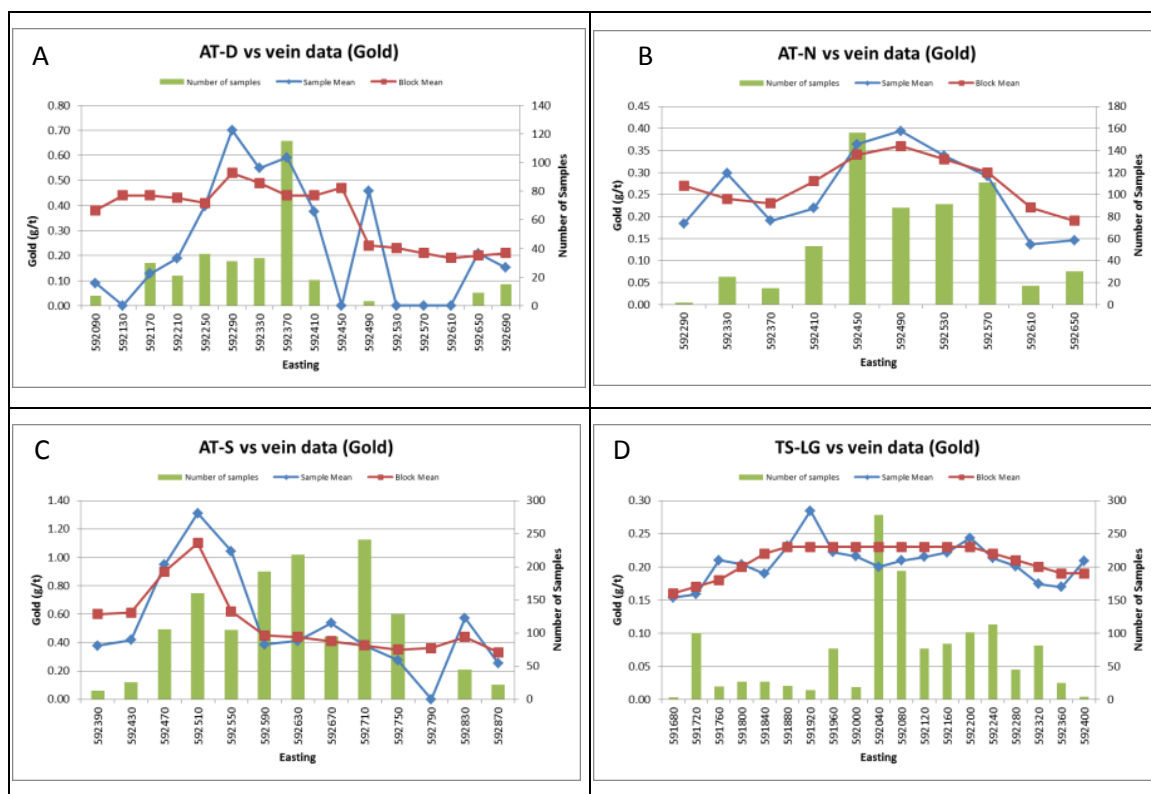 A
AT-D vs vein data (Gold)
Number of samples Sample Mean Block Mean
0.80
0.70
0.60
0.50
0.40
0.30
0.20
0.10
0.00
Gold (g/t)
140
120
100
80
60
40
20
0
Number of Samples
592090 592130 592170 592210 592250 592290 592330 592370 592410 592450 592490 592530 592570 592610 592650 592690
Easting
B
AT-N vs vein data (Gold)
Number of samples Sample Mean Block Mean
0.45
0.40
0.35
0.30
0.25
0.20
0.15
0.10
0.05
0.00
Gold (g/t)
180
160
140
120
100
80
60
40
20
0
Number of Samples
592290 592330 592370 592410 592450 592490 592530 592570 592610 592650
Easting
C
AT-S vs vein data (Gold)
Number of samples Sample Mean Block Mean
1.40
1.20
1.00
0.80
0.60
0.40
0.20
0.00
Gold (g/t)
300
250
200
150
100
50
0
Number of Samples
592390 592430 592470 592510 592550 592590 592630 592670 592710 592750 592790 592830 592870
Easting
D
TS-LG vs vein data (Gold)
Number of samples Sample Mean Block Mean
0.30
0.25
0.20
0.15
0.10
0.05
0.00
Gold (g/t)
300
250
200
150
100
50
0
Number of Samples
591680 591720 591760 591800 591840 591880 591920 591960 592000 592040 592080 592120 592160 592200 592240 592280 592320 592360 592400
Easting